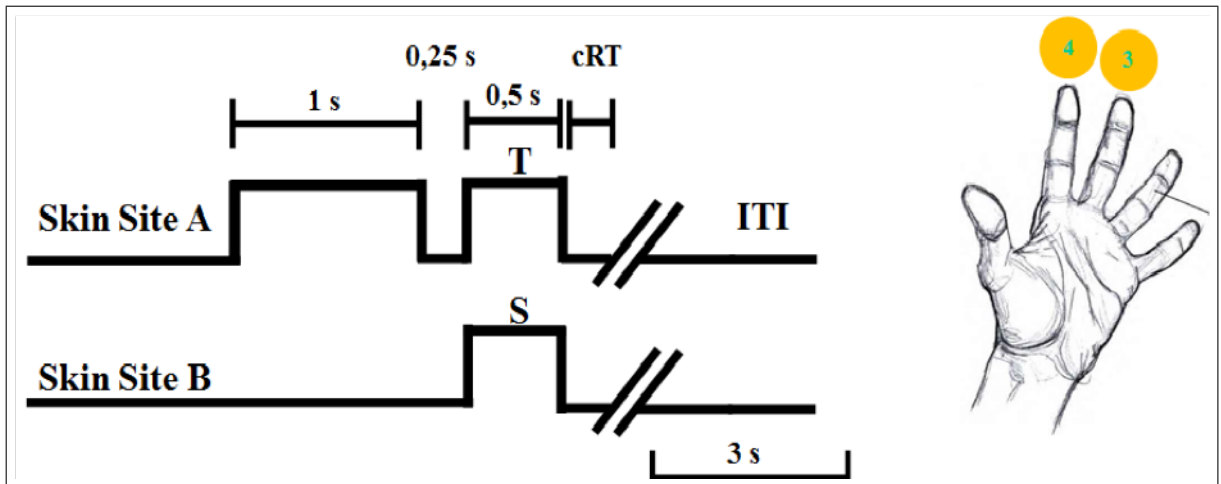 0,25 s
cRT
1 s
0,5 s
T
Skin Site A
ITI
S
Skin Site B
3 s
4
3